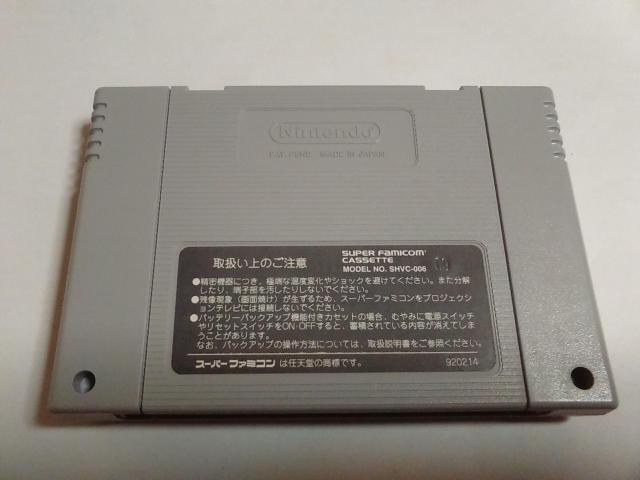 Nintendo
PAT. PEND. MADE IN JAPAN
取扱い上のご注意
SUPER Famicom
CASSETTE
MODEL NO. SHVC-006
●精密機器につき、極端な温度変化やショックを避けてください。また分解
したり、端子部を汚したりしないでください。
●残像現象(画面焼け)が生ずるため、スーパーファミコンをプロジェクシ
ョンテレビには接続しないでください。
●バッテリーバックアップ機能付きカセットの場合、むやみに電源スイッチ
やリセットスイッチをON・OFFすると、蓄積されている内容が消えてしま
うことがあります。
なお、バックアップの操作方法については、取扱説明書をご参照ください。
スーパーファミコンは任天堂の商標です。
920214